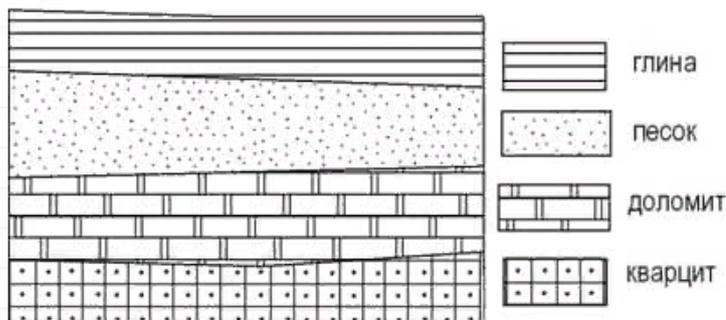 глина
песок
доломит
кварцит